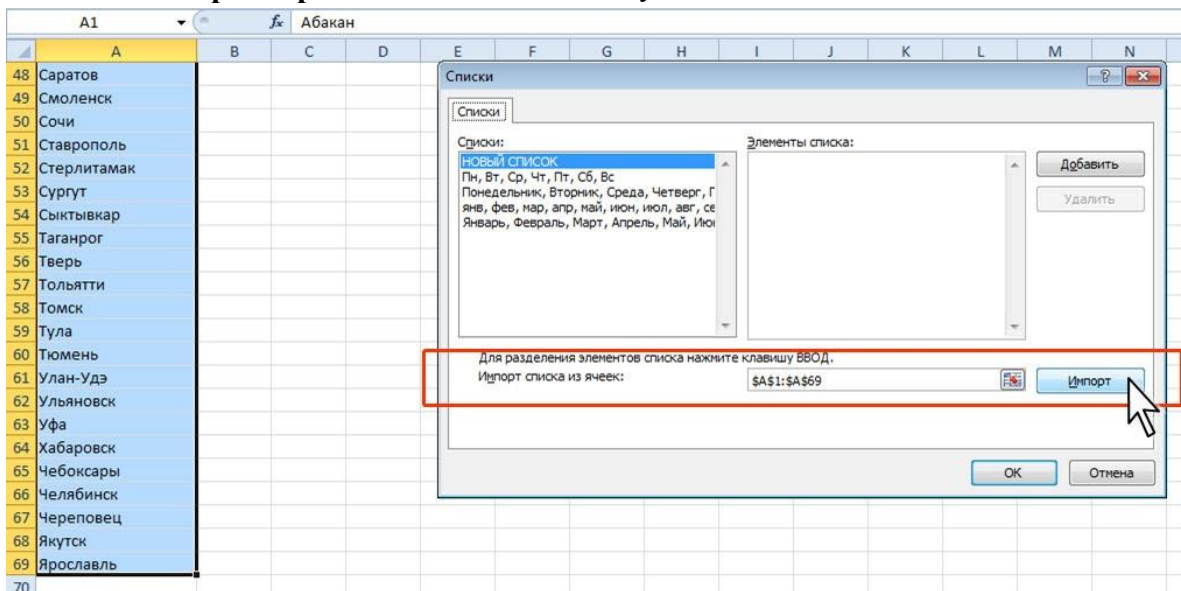 A1 fx Абакан
A B C D E F G H I J K L M N
48 Саратов
49 Смоленск
50 Сочи
51 Ставрополь
52 Стерлитамак
53 Сургут
54 Сыктывкар
55 Таганрог
56 Тверь
57 Тольятти
58 Томск
59 Тула
60 Тюмень
61 Улан-Удэ
62 Ульяновск
63 Уфа
64 Хабаровск
65 Чебоксары
66 Челябинск
67 Череповец
68 Якутск
69 Ярославль
70
Списки
Списки
Списки:
НОВЫЙ СПИСОК
Пн, Вт, Ср, Чт, Пт, Сб, Вс
Понедельник, Вторник, Среда, Четверг, П
янв, фев, мар, апр, май, июн, июл, авг, се
Январь, Февраль, Март, Апрель, Май, Июн
Элементы списка:
Добавить
Удалить
Для разделения элементов списка нажмите клавишу ВВОД.
Импорт списка из ячеек:
$A$1:$A$69
Импорт
ОК
Отмена